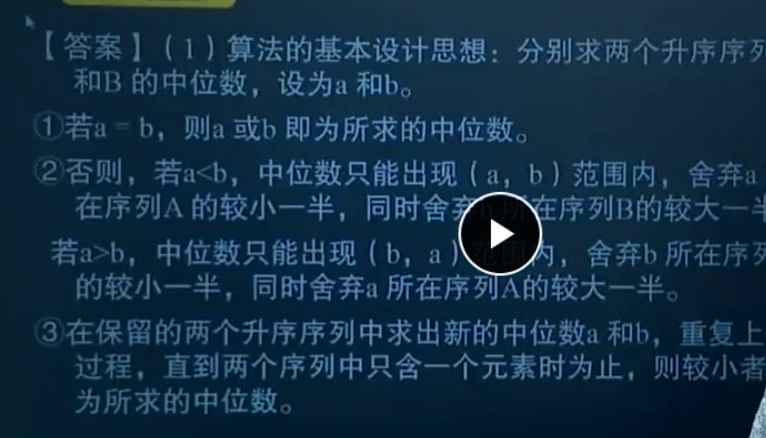 【答案】（1）算法的基本设计思想：分别求两个升序序列
和B 的中位数，设为a 和b。
①若a = b，则a 或b 即为所求的中位数。
②否则，若a<b，中位数只能出现（a，b）范围内，舍弃a
在序列A 的较小一半，同时舍弃b 所在序列B的较大一半
若a>b，中位数只能出现（b，a）范围内，舍弃b 所在序列
的较小一半，同时舍弃a 所在序列A的较大一半。
③在保留的两个升序序列中求出新的中位数a 和b，重复上
过程，直到两个序列中只含一个元素时为止，则较小者
为所求的中位数。